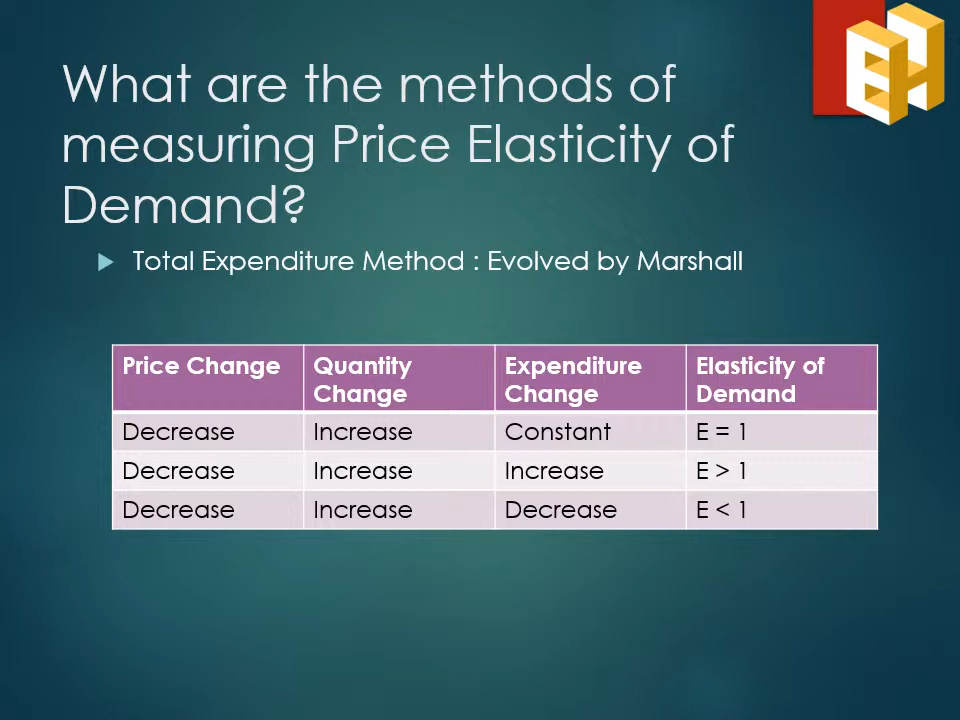 What are the methods of
measuring Price Elasticity of
Demand?
Total Expenditure Method : Evolved by Marshall
Price Change Quantity Change Expenditure Change Elasticity of Demand
Decrease Increase Constant E = 1
Decrease Increase Increase E > 1
Decrease Increase Decrease E < 1
EH